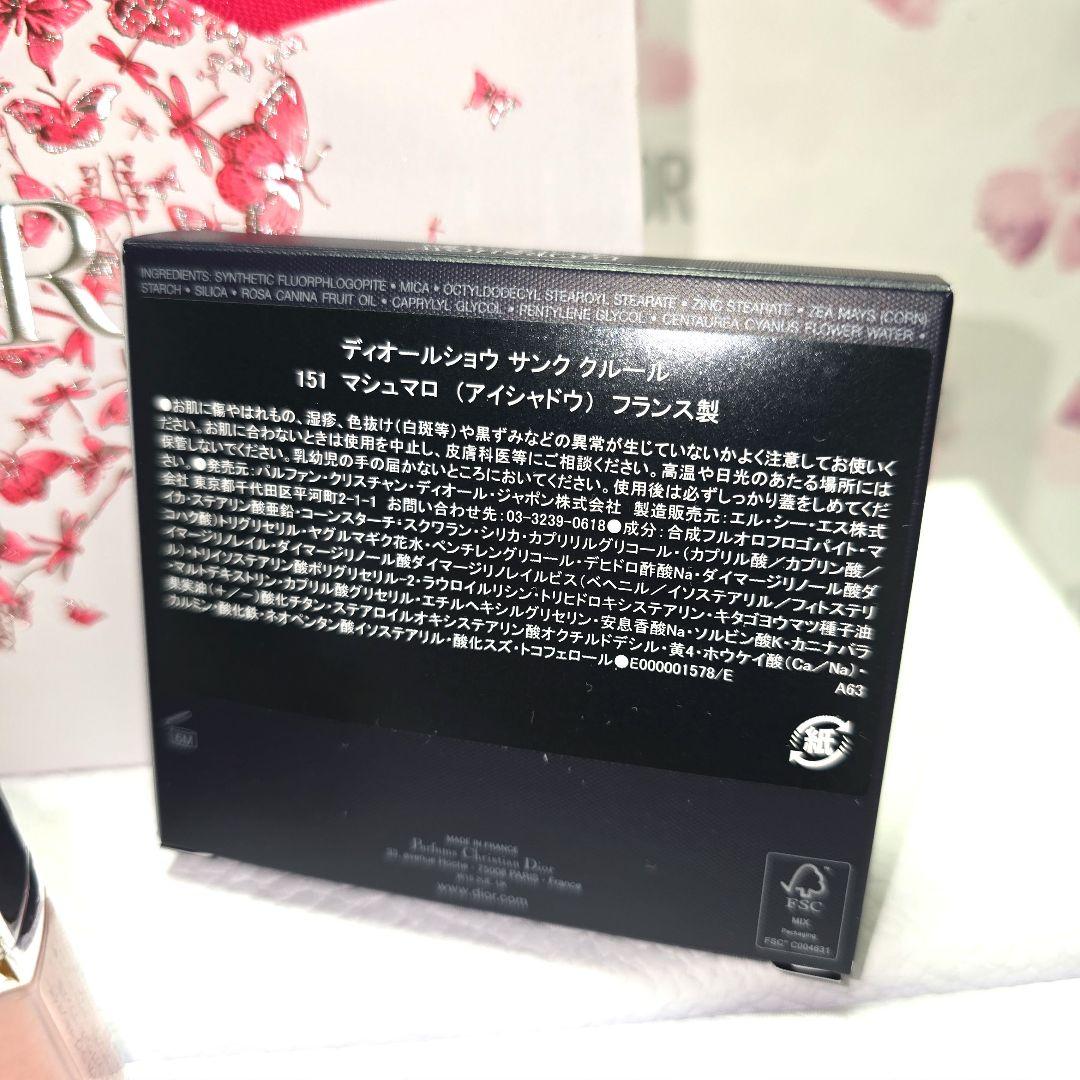 R
OR
INGREDIENTS: SYNTHETIC FLUORPHLOGOPITE • MICA • OCTYLDODECYL STEAROYL STEARATE • ZINC STEARATE • ZEA MAYS (CORN)
STARCH • SILICA • ROSA CANINA FRUIT OIL • CAPRYLYL GLYCOL • PENTYLENE GLYCOL • CENTAUREA CYANUS FLOWER WATER •
ディオールショウ サンク クルール
151 マシュマロ （アイシャドウ） フランス製
●お肌に傷やはれもの、湿疹、色抜け(白斑等)や黒ずみなどの異常が生じていないかよく注意してお使いく
ださい。お肌に合わないときは使用を中止し、皮膚科医等にご相談ください。高温や日光のあたる場所には
保管しないでください。乳幼児の手の届かないところにおいてください。使用後は必ずしっかり蓋をしめてくだ
さい。●発売元:パルファン・クリスチャン・ディオール・ジャポン株式会社 製造販売元:エル・シー・エス株式
会社 東京都千代田区平河町2-1-1 お問い合わせ先:03-3239-0618●成分:合成フルオロフロゴパイト・マ
イカ・ステアリン酸亜鉛・コーンスターチ・スクワラン・シリカ・カプリリルグリコール・(カプリル酸／カプリン酸／
コハク酸)トリグリセリル・ヤグルマギク花水・ペンチレングリコール・デヒドロ酢酸Na・ダイマージリノール酸ダ
イマージリノレイル・ダイマージリノール酸ダイマージリノレイルビス(ベヘニル／イソステアリル／フィトステリ
ル)・トリイソステアリン酸ポリグリセリル-2・ラウロイルリシン・トリヒドロキシステアリン・キタゴヨウマツ種子油
・マルトデキストリン・カプリル酸グリセリル・エチルヘキシルグリセリン・安息香酸Na・ソルビン酸K・カニナバラ
果実油(＋/－)酸化チタン・ステアロイルオキシステアリン酸オクチルドデシル・黄4・ホウケイ酸(Ca／Na)・
カルミン・酸化鉄・ネオペンタン酸イソステアリル・酸化スズ・トコフェロール●E000001578/E
A63
紙
6M
MADE IN FRANCE
Parfums Christian Dior
33, avenue Hoche - 75008 PARIS - France
www.dior.com
FSC
MIX
Packaging
FSC® C004631